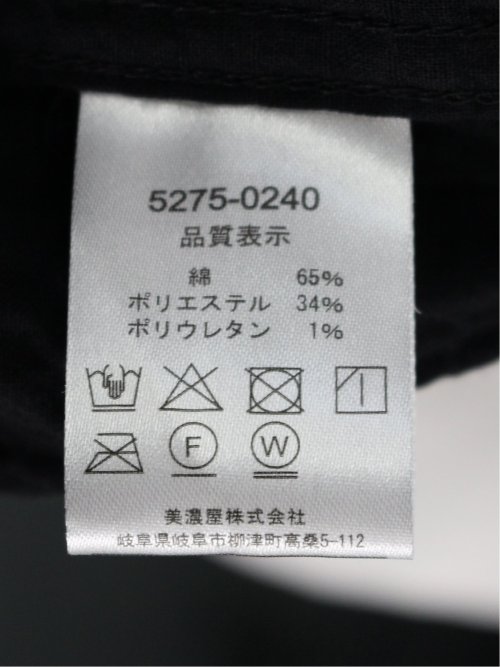 5275-0240
品質表示
綿 65%
ポリエステル 34%
ポリウレタン 1%
F W
美濃屋株式会社
岐阜県岐阜市柳津町高桑5-112